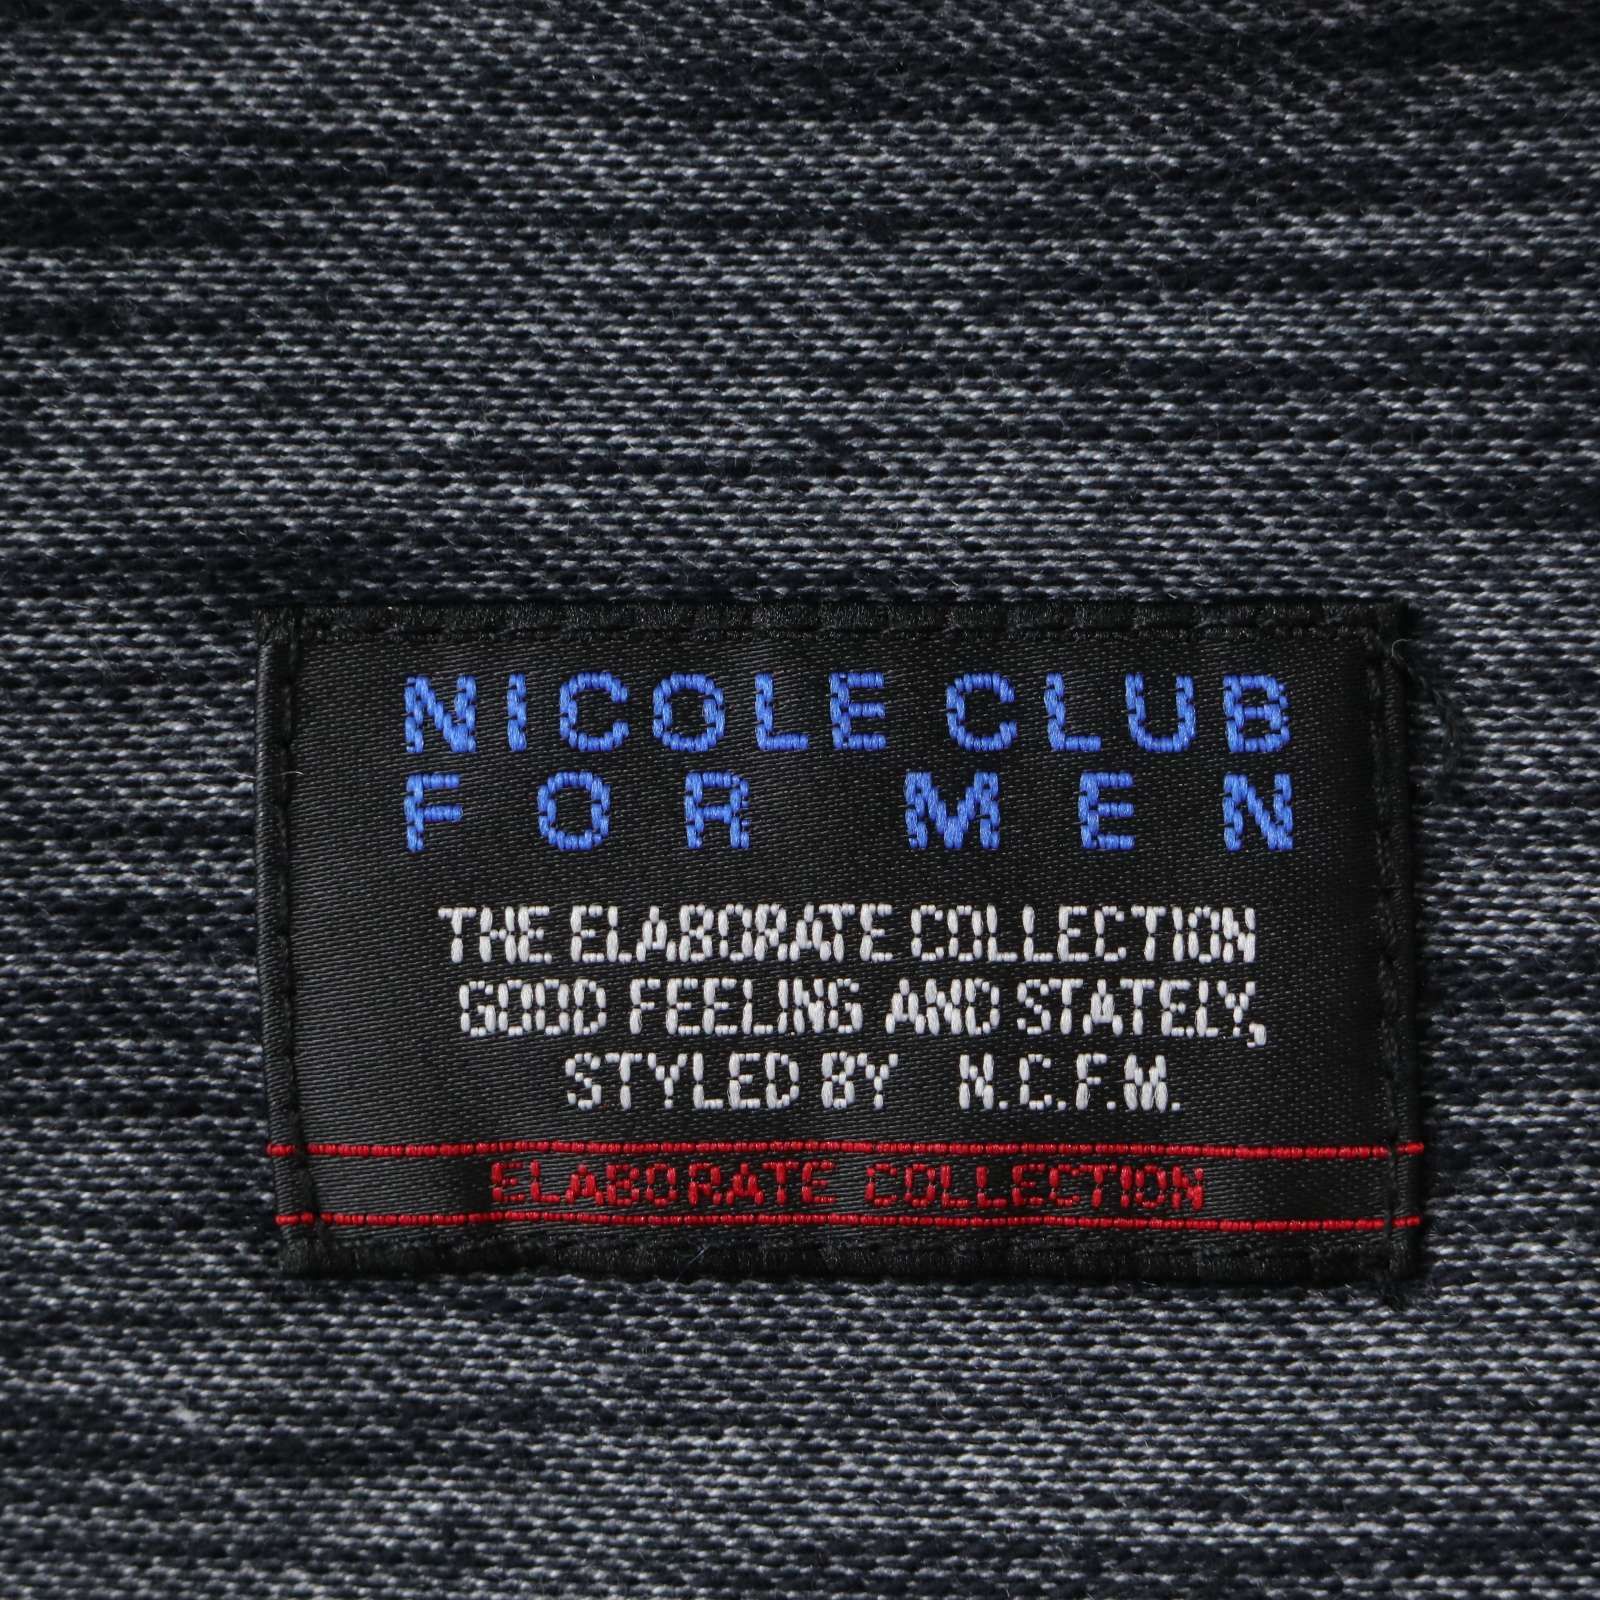 NICOLE CLUB
FOR MEN
THE ELABORATE COLLECTION
GOOD FEELING AND STATELY,
STYLED BY N.C.F.M.
ELABORATE COLLECTION